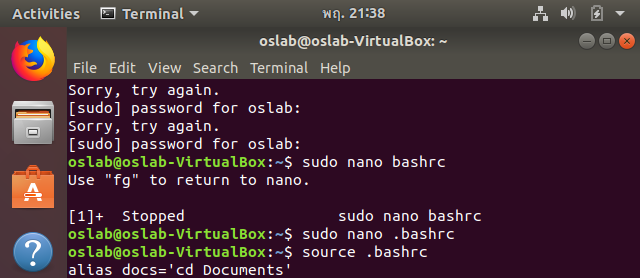 Activities Terminal พฤ. 21:38
oslab@oslab-VirtualBox: ~
File Edit View Search Terminal Help
Sorry, try again.
[sudo] password for oslab:
Sorry, try again.
[sudo] password for oslab:
oslab@oslab-VirtualBox:~$ sudo nano bashrc
Use "fg" to return to nano.
[1]+  Stopped                 sudo nano bashrc
oslab@oslab-VirtualBox:~$ sudo nano .bashrc
oslab@oslab-VirtualBox:~$ source .bashrc
alias docs='cd Documents'